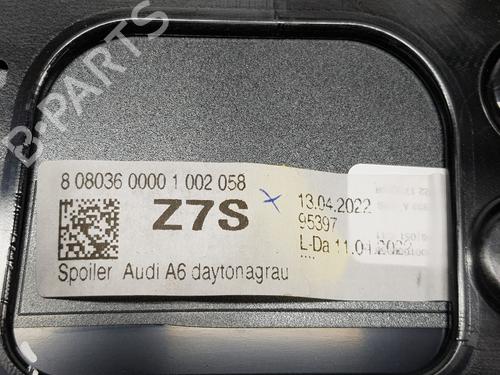 B-PARTS
8 08036 0000 1 002 058
Z7S
13.04.2022
95397
L-Da 11.04.2022
Spoiler Audi A6 daytonagrau